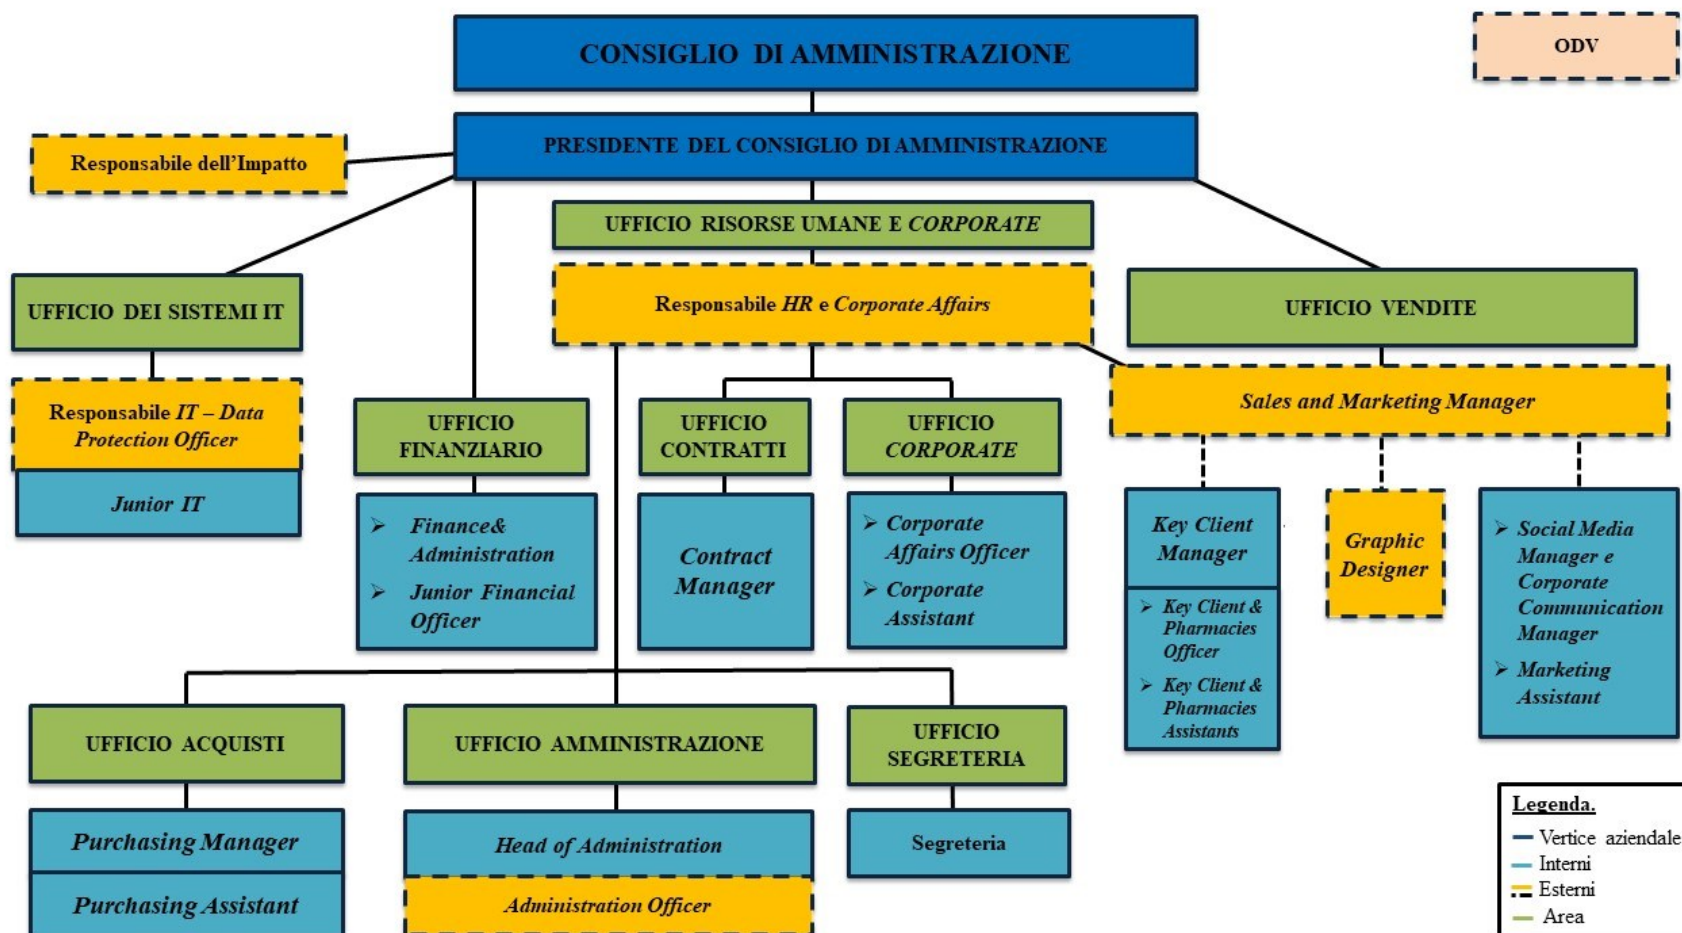 CONSIGLIO DI AMMINISTRAZIONE
ODV
PRESIDENTE DEL CONSIGLIO DI AMMINISTRAZIONE
Responsabile dell’Impatto
UFFICIO RISORSE UMANE E CORPORATE
Responsabile HR e Corporate Affairs
UFFICIO DEI SISTEMI IT
UFFICIO VENDITE
Responsabile IT – Data
Protection Officer
Junior IT
Sales and Marketing Manager
UFFICIO
FINANZIARIO
UFFICIO
CONTRATTI
UFFICIO
CORPORATE
➢ Finance&
Administration
➢ Junior Financial
Officer
Contract
Manager
➢ Corporate
Affairs Officer
➢ Corporate
Assistant
Key Client
Manager
➢ Key Client &
Pharmacies
Officer
➢ Key Client &
Pharmacies
Assistants
Graphic
Designer
➢ Social Media
Manager e
Corporate
Communication
Manager
➢ Marketing
Assistant
UFFICIO ACQUISTI
UFFICIO AMMINISTRAZIONE
UFFICIO
SEGRETERIA
Purchasing Manager
Purchasing Assistant
Head of Administration
Administration Officer
Segreteria
Legenda.
Vertice aziendale
Interni
Esterni
Area